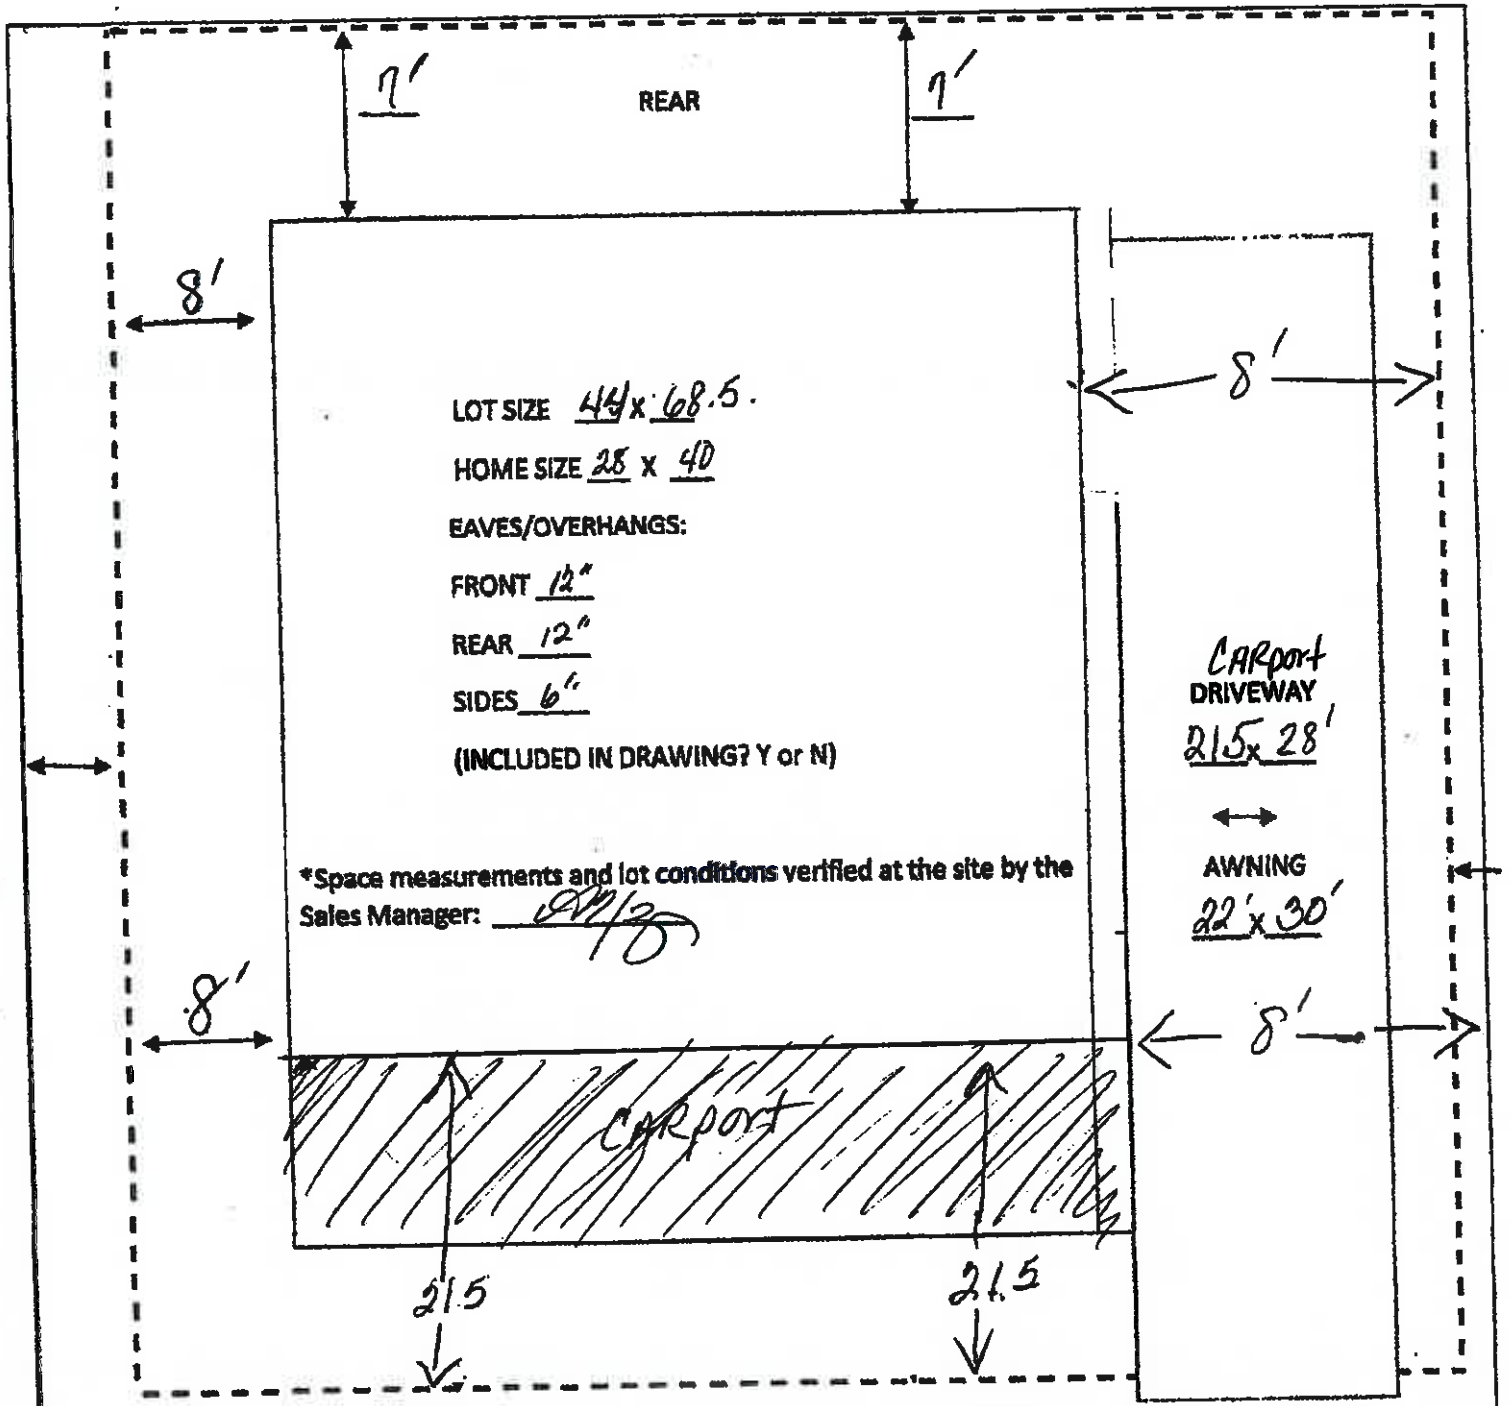 7'
REAR
7'
8'
8'
LOT SIZE 44 x 68.5.
HOME SIZE 28 X 40
EAVES/OVERHANGS:
FRONT 12"
REAR 12"
SIDES 6"
(INCLUDED IN DRAWING? Y or N)
CARport
DRIVEWAY
21.5 x 28'
AWNING
22' x 30'
*Space measurements and lot conditions verified at the site by the
Sales Manager:
8'
8'
CARport
21.5
21.5